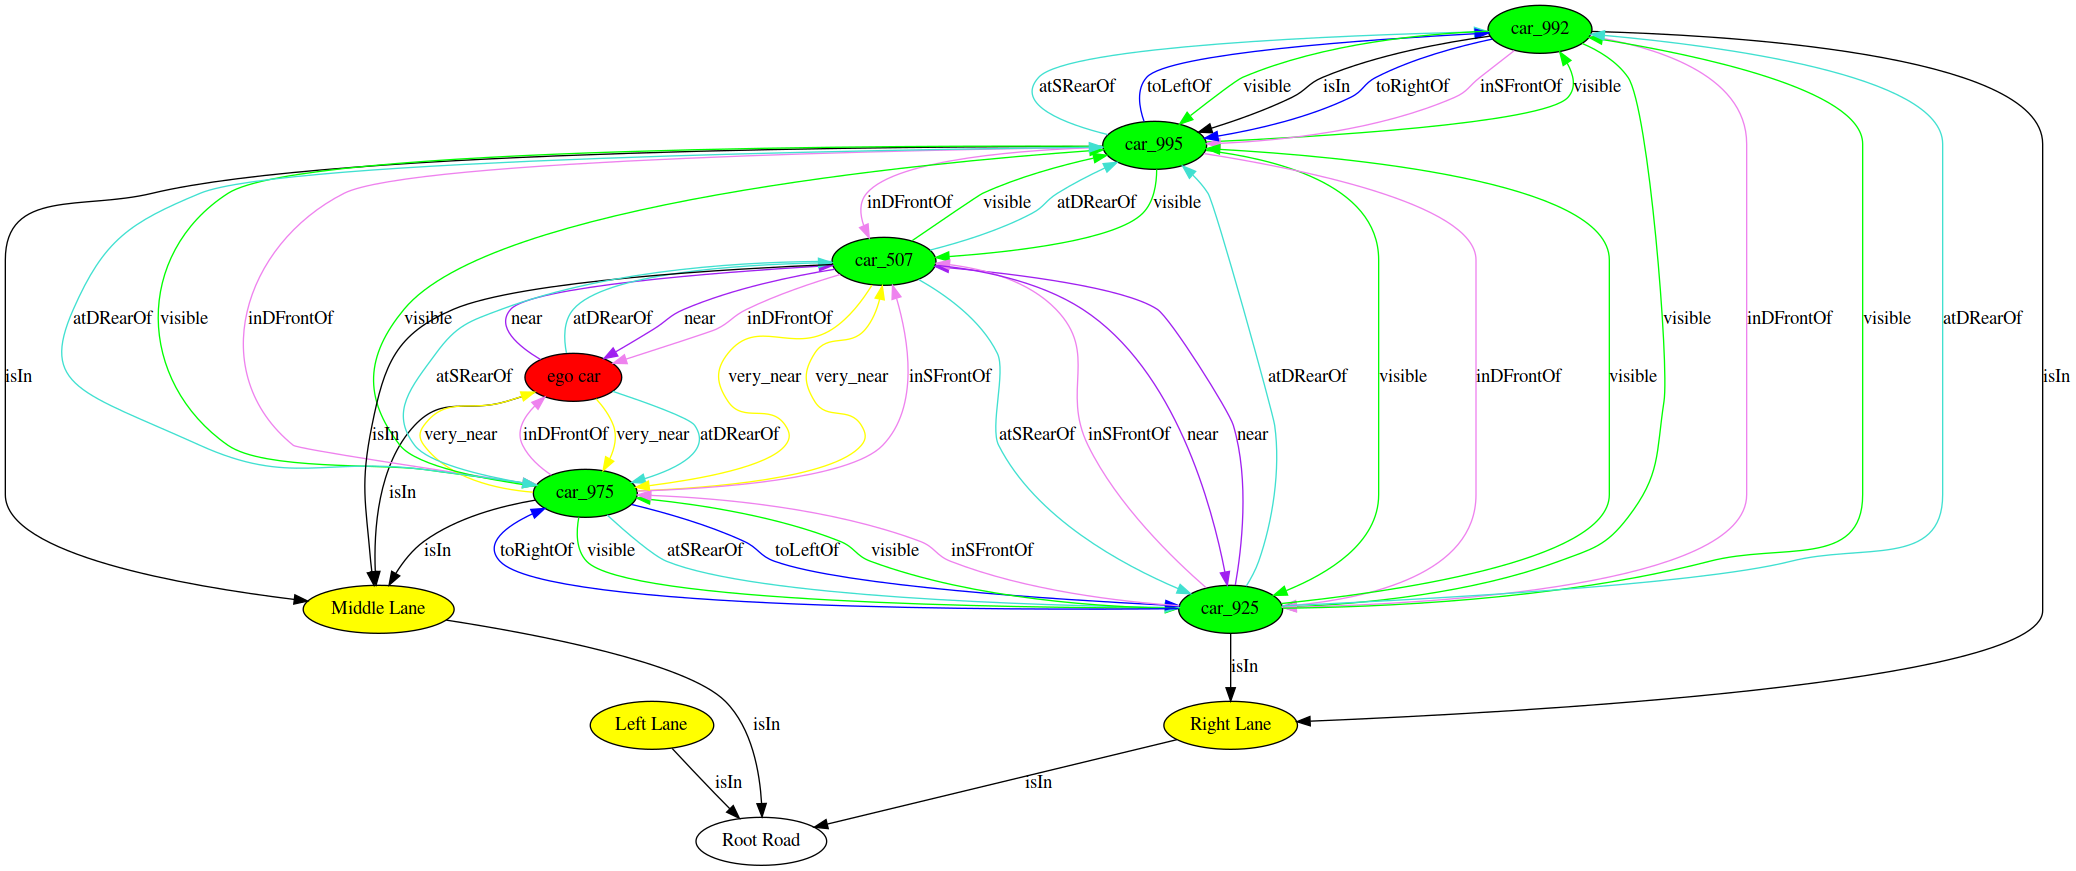 car_992
atSRearOf toLeftOf visible isIn toRightOf inSFrontOf visible
car_995
inDFrontOf visible atDRearOf visible
car_507
atDRearOf visible inDFrontOf visible near atDRearOf near inDFrontOf visible inDFrontOf visible atDRearOf
isIn atSRearOf ego car very_near very_near inSFrontOf atDRearOf visible inDFrontOf visible isIn
isIn very_near inDFrontOf very_near atDRearOf atSRearOf inSFrontOf near near
isIn car_975
isIn toRightOf visible atSRearOf toLeftOf visible inSFrontOf
Middle Lane car_925
isIn
isIn Left Lane Right Lane
isIn isIn
Root Road